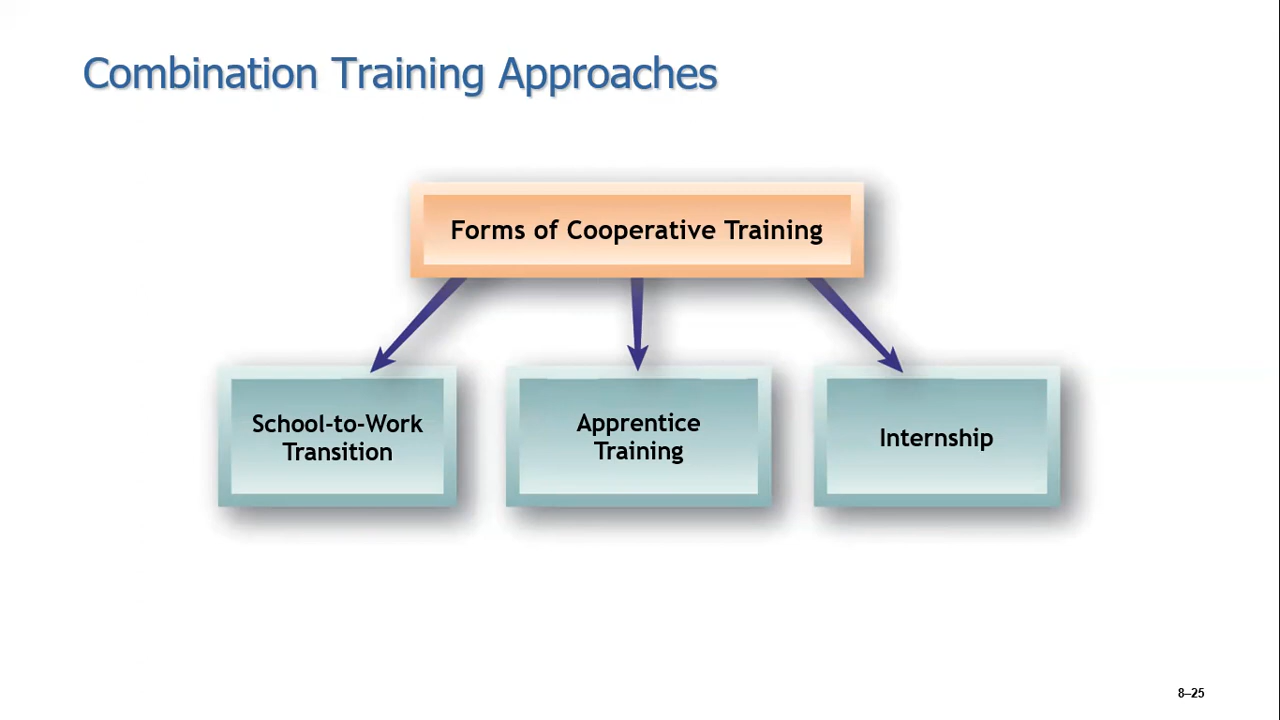 Combination Training Approaches
Forms of Cooperative Training
School-to-Work
Transition
Apprentice
Training
Internship
8–25